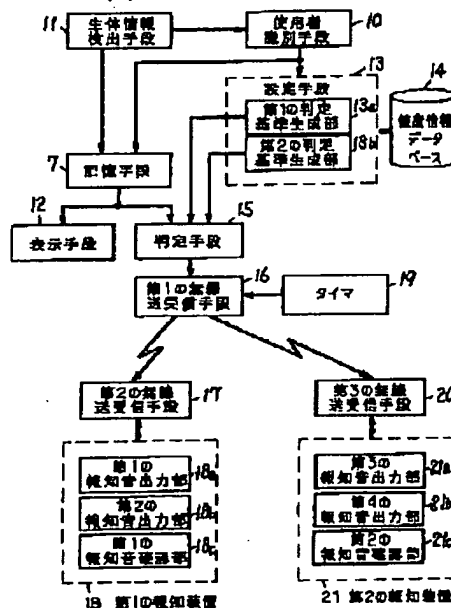 11
生体情報
検出手段
使用者
識別手段
10
13
設定手段
第1の判定
基準生成部
13a
第2の判定
基準生成部
13b
14
健康情報
データ
ベース
記憶手段
7
12
表示手段
判定手段
15
第1の無線
送受信手段
16
タイマ
19
第2の無線
送受信手段
17
第3の無線
送受信手段
20
第1の
報知音出力部
18a
第2の
報知音出力部
18b
第1の
報知音確認部
18c
18 第1の報知装置
第3の
報知音出力部
21a
第4の
報知音出力部
21b
第2の
報知音確認部
21c
21 第2の報知装置